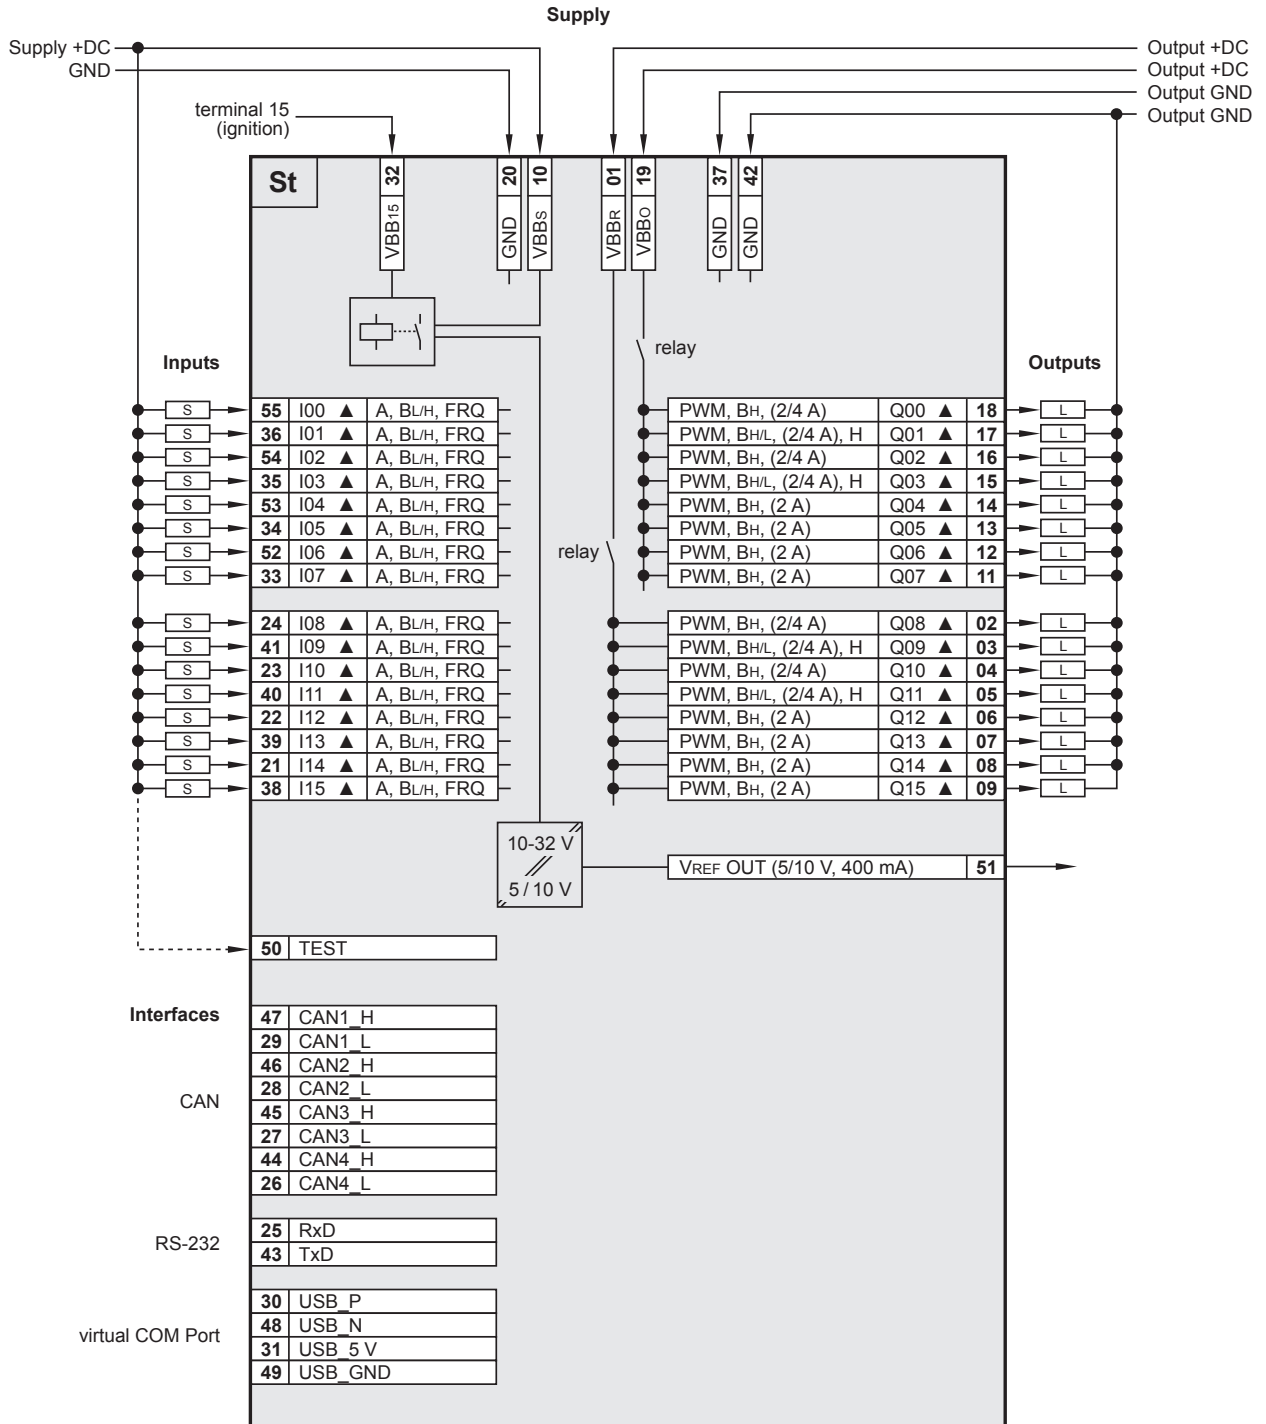 Supply
Supply +DC
GND
Output +DC
Output +DC
Output GND
Output GND
terminal 15
(ignition)
St
32 VBB15
20 GND
10 VBBS
01 VBBR
19 VBBO
37 GND
42 GND
relay
Inputs
Outputs
S 55 I00 ▲ A, BL/H, FRQ PWM, BH, (2/4 A) Q00 ▲ 18 L
S 36 I01 ▲ A, BL/H, FRQ PWM, BH/L, (2/4 A), H Q01 ▲ 17 L
S 54 I02 ▲ A, BL/H, FRQ PWM, BH, (2/4 A) Q02 ▲ 16 L
S 35 I03 ▲ A, BL/H, FRQ PWM, BH/L, (2/4 A), H Q03 ▲ 15 L
S 53 I04 ▲ A, BL/H, FRQ PWM, BH, (2 A) Q04 ▲ 14 L
S 34 I05 ▲ A, BL/H, FRQ PWM, BH, (2 A) Q05 ▲ 13 L
S 52 I06 ▲ A, BL/H, FRQ relay PWM, BH, (2 A) Q06 ▲ 12 L
S 33 I07 ▲ A, BL/H, FRQ PWM, BH, (2 A) Q07 ▲ 11 L
S 24 I08 ▲ A, BL/H, FRQ PWM, BH, (2/4 A) Q08 ▲ 02 L
S 41 I09 ▲ A, BL/H, FRQ PWM, BH/L, (2/4 A), H Q09 ▲ 03 L
S 23 I10 ▲ A, BL/H, FRQ PWM, BH, (2/4 A) Q10 ▲ 04 L
S 40 I11 ▲ A, BL/H, FRQ PWM, BH/L, (2/4 A), H Q11 ▲ 05 L
S 22 I12 ▲ A, BL/H, FRQ PWM, BH, (2 A) Q12 ▲ 06 L
S 39 I13 ▲ A, BL/H, FRQ PWM, BH, (2 A) Q13 ▲ 07 L
S 21 I14 ▲ A, BL/H, FRQ PWM, BH, (2 A) Q14 ▲ 08 L
S 38 I15 ▲ A, BL/H, FRQ PWM, BH, (2 A) Q15 ▲ 09 L
10-32 V
5 / 10 V
VREF OUT (5/10 V, 400 mA) 51
50 TEST
Interfaces
47 CAN1_H
29 CAN1_L
46 CAN2_H
28 CAN2_L
CAN
45 CAN3_H
27 CAN3_L
44 CAN4_H
26 CAN4_L
RS-232
25 RxD
43 TxD
virtual COM Port
30 USB_P
48 USB_N
31 USB_5 V
49 USB_GND